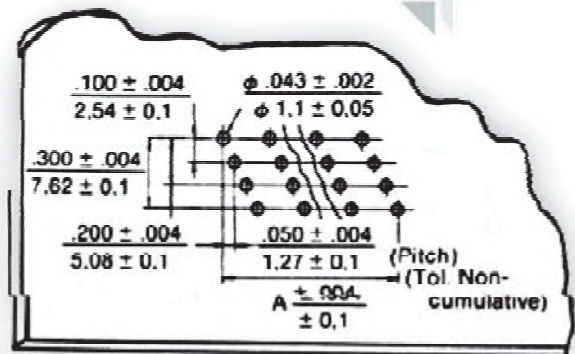 .100 ± .004
2.54 ± 0.1
ϕ .043 ± .002
ϕ 1.1 ± 0.05
.300 ± .004
7.62 ± 0.1
.200 ± .004
5.08 ± 0.1
.050 ± .004
1.27 ± 0.1
(Pitch)
(Tol. Non-
cumulative)
A ± .004
± 0.1